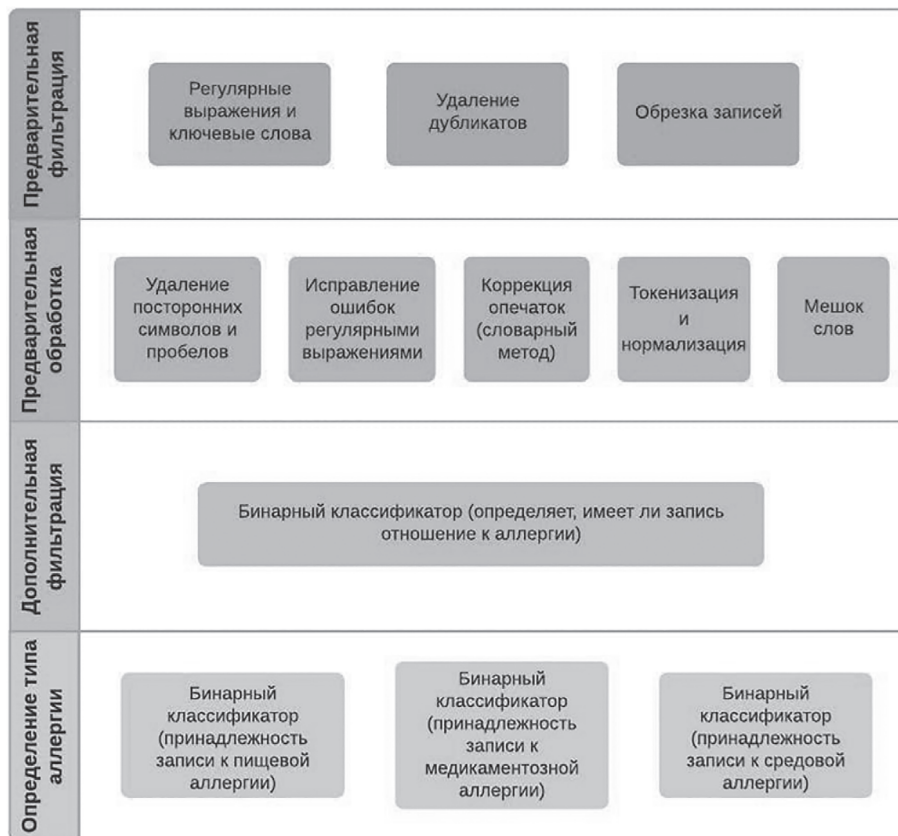 Предварительная
фильтрация
Регулярные
выражения и
ключевые слова
Удаление
дубликатов
Обрезка записей
Предварительная
обработка
Удаление
посторонних
символов и
пробелов
Исправление
ошибок
регулярными
выражениями
Коррекция
опечаток
(словарный
метод)
Токенизация
и
нормализация
Мешок
слов
Дополнительная
фильтрация
Бинарный классификатор (определяет, имеет ли запись
отношение к аллергии)
Определение типа
аллергии
Бинарный
классификатор
(принадлежность
записи к пищевой
аллергии)
Бинарный
классификатор
(принадлежность
записи к
медикаментозной
аллергии)
Бинарный
классификатор
(принадлежность
записи к средовой
аллергии)